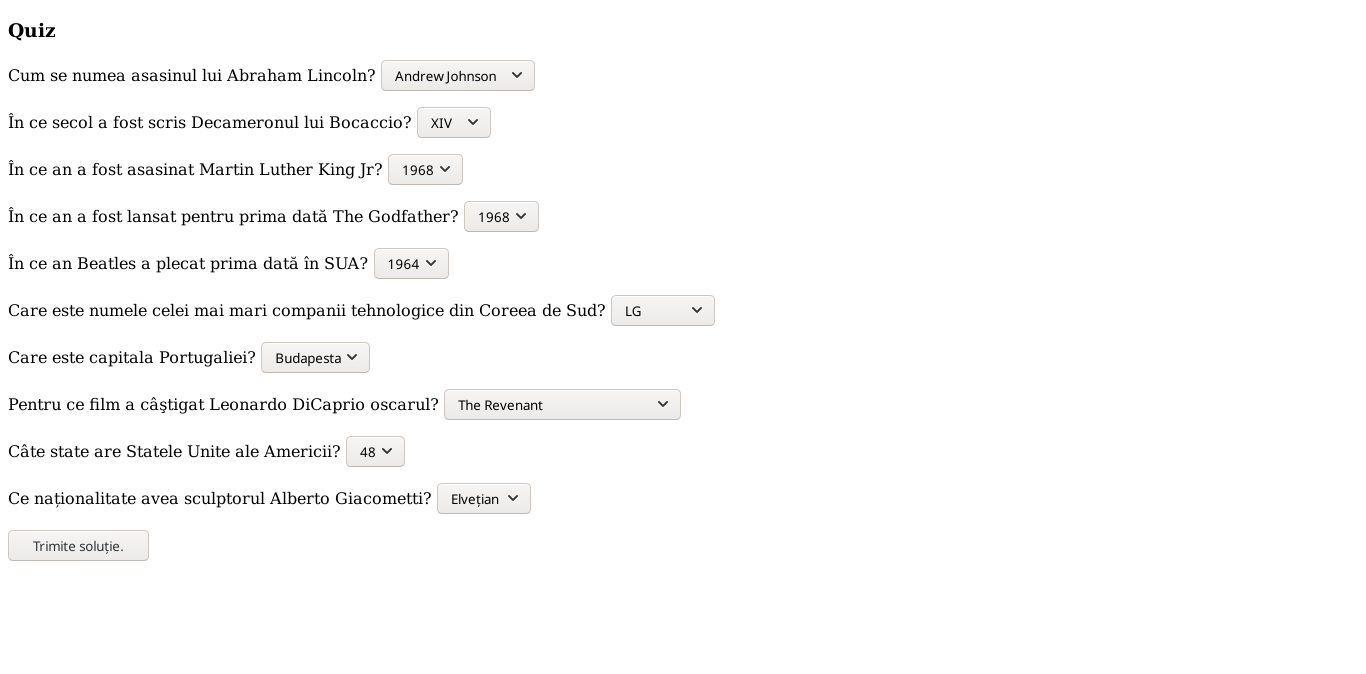 Quiz
Cum se numea asasinul lui Abraham Lincoln? Andrew Johnson
În ce secol a fost scris Decameronul lui Bocaccio? XIV
În ce an a fost asasinat Martin Luther King Jr? 1968
În ce an a fost lansat pentru prima dată The Godfather? 1968
În ce an Beatles a plecat prima dată în SUA? 1964
Care este numele celei mai mari companii tehnologice din Coreea de Sud? LG
Care este capitala Portugaliei? Budapesta
Pentru ce film a câştigat Leonardo DiCaprio oscarul? The Revenant
Câte state are Statele Unite ale Americii? 48
Ce naționalitate avea sculptorul Alberto Giacometti? Elvețian
Trimite soluție.